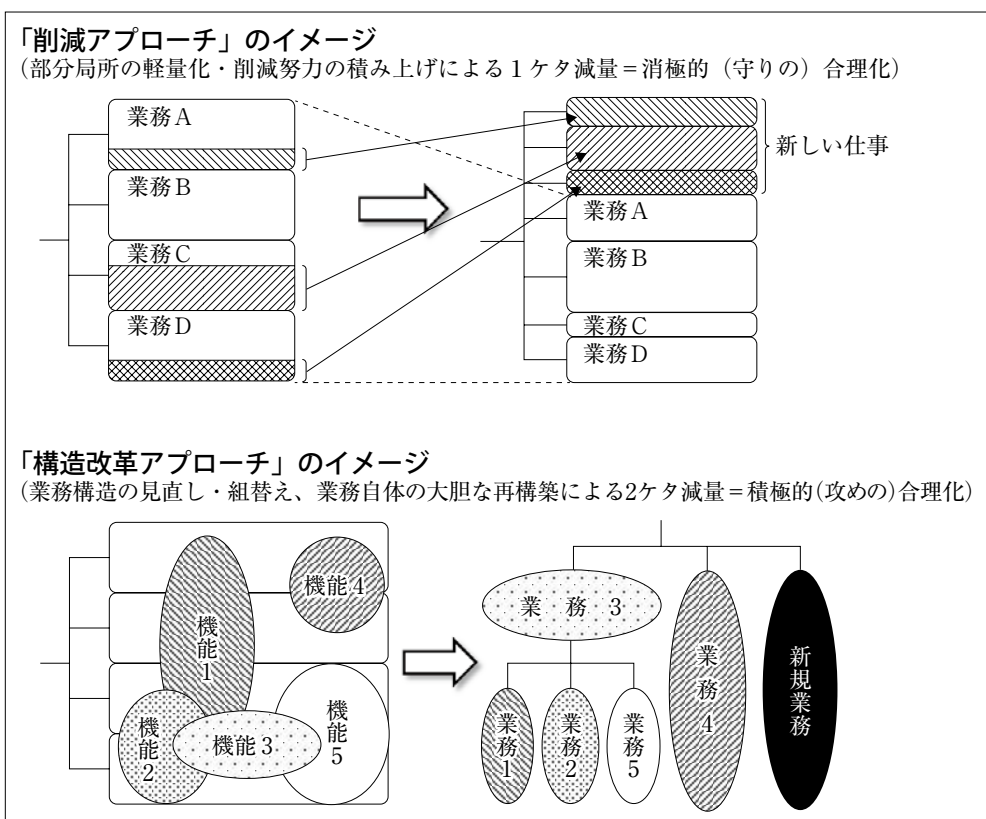 「削減アプローチ」のイメージ
（部分局所の軽量化・削減努力の積み上げによる１ケタ減量＝消極的（守りの）合理化）
業務A
業務B
業務C
業務D
新しい仕事
業務A
業務B
業務C
業務D
「構造改革アプローチ」のイメージ
（業務構造の見直し・組替え、業務自体の大胆な再構築による2ケタ減量＝積極的(攻めの)合理化）
機能4
機能1
機能2
機能3
機能5
業務 3
業務1
業務2
業務5
業務4
新規業務